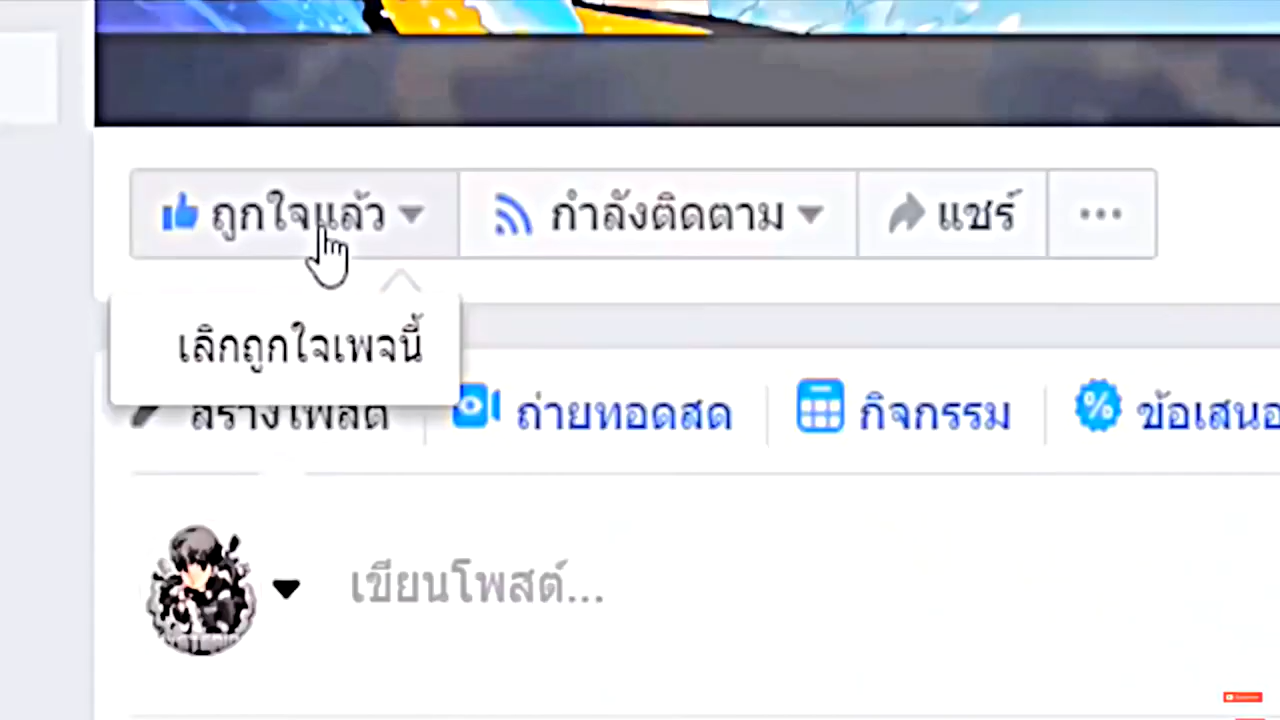 ถูกใจแล้ว กำลังติดตาม แชร์
เลิกถูกใจเพจนี้
สร้างโพสต์ ถ่ายทอดสด กิจกรรม ข้อเสนอ
เขียนโพสต์...